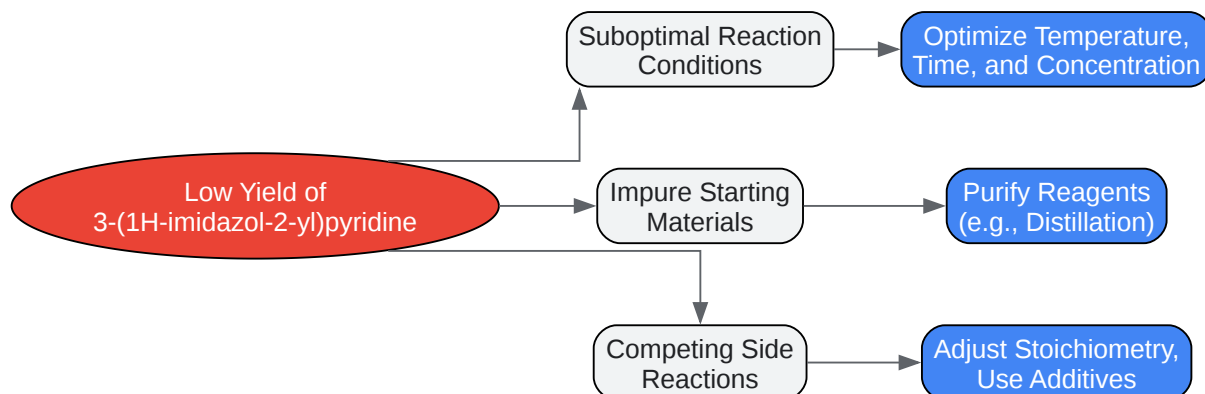 Suboptimal Reaction
Conditions
Optimize Temperature,
Time, and Concentration
Low Yield of
3-(1H-imidazol-2-yl)pyridine
Impure Starting
Materials
Purify Reagents
(e.g., Distillation)
Competing Side
Reactions
Adjust Stoichiometry,
Use Additives